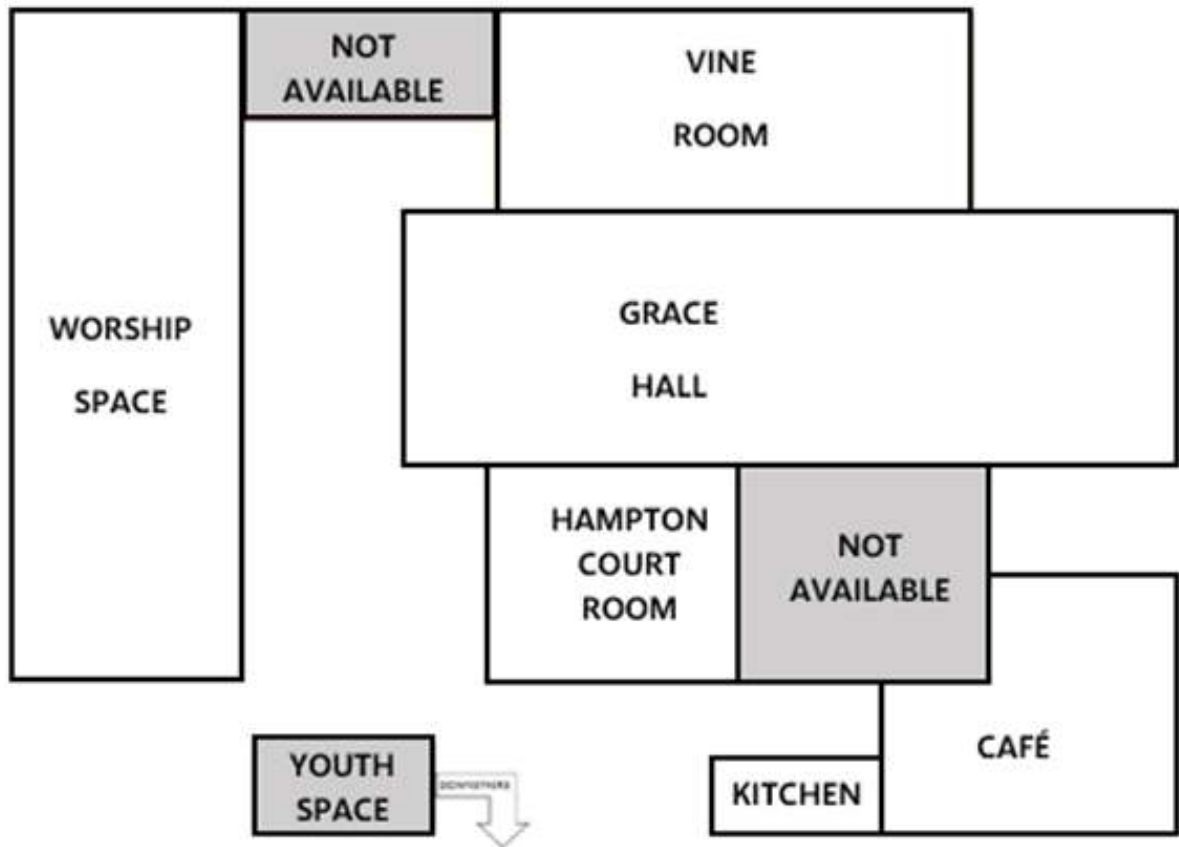 NOT
AVAILABLE
VINE
ROOM
WORSHIP
SPACE
GRACE
HALL
HAMPTON
COURT
ROOM
NOT
AVAILABLE
YOUTH
SPACE
KITCHEN
CAFÉ